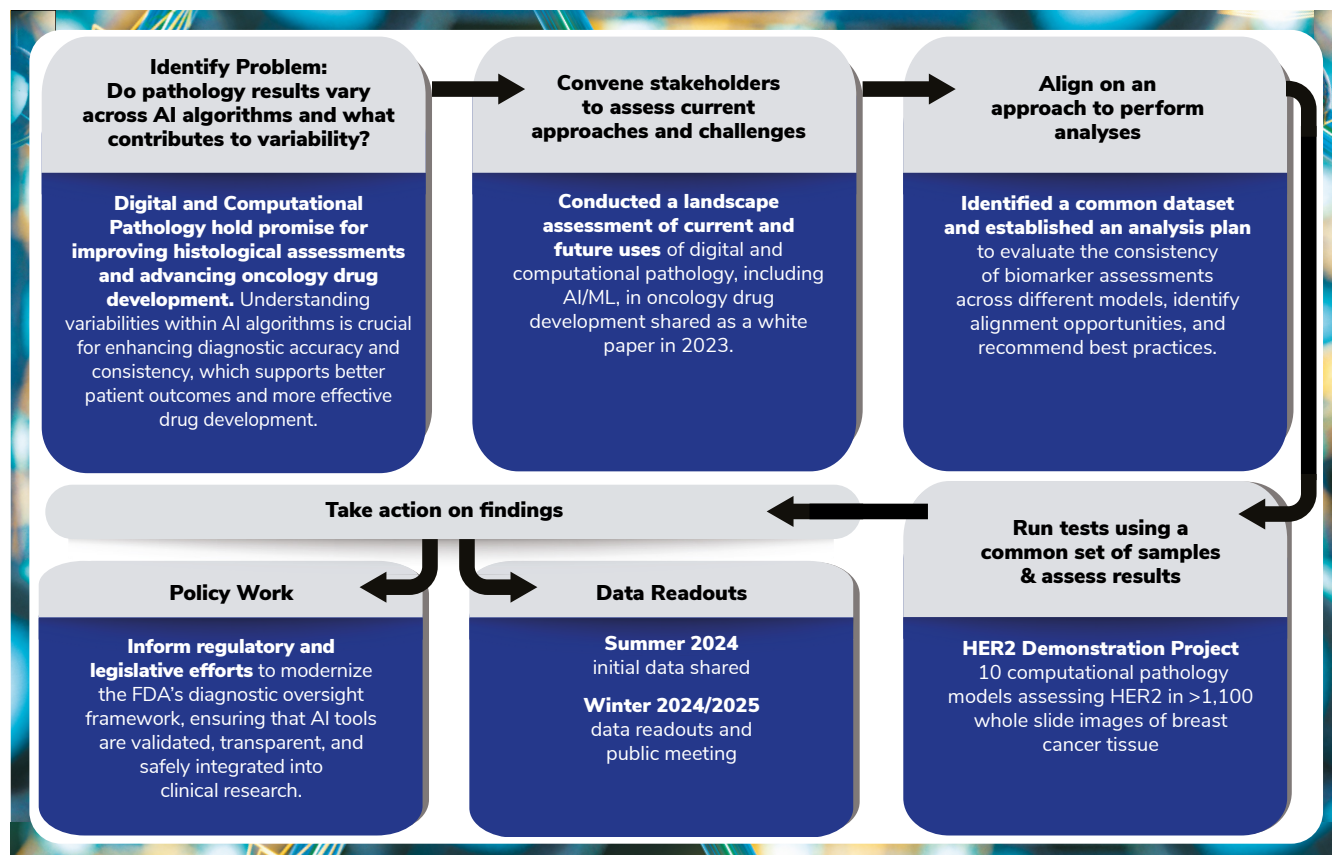 Identify Problem:
Do pathology results vary
across AI algorithms and what
contributes to variability?
Digital and Computational
Pathology hold promise for
improving histological assessments
and advancing oncology drug
development. Understanding
variabilities within AI algorithms is crucial
for enhancing diagnostic accuracy and
consistency, which supports better
patient outcomes and more effective
drug development.
Convene stakeholders
to assess current
approaches and challenges
Conducted a landscape
assessment of current and
future uses of digital and
computational pathology, including
AI/ML, in oncology drug
development shared as a white
paper in 2023.
Align on an
approach to perform
analyses
Identified a common dataset
and established an analysis plan
to evaluate the consistency
of biomarker assessments
across different models, identify
alignment opportunities, and
recommend best practices.
Run tests using a
common set of samples
& assess results
HER2 Demonstration Project
10 computational pathology
models assessing HER2 in >1,100
whole slide images of breast
cancer tissue
Take action on findings
Policy Work
Inform regulatory and
legislative efforts to modernize
the FDA's diagnostic oversight
framework, ensuring that AI tools
are validated, transparent, and
safely integrated into
clinical research.
Data Readouts
Summer 2024
initial data shared
Winter 2024/2025
data readouts and
public meeting